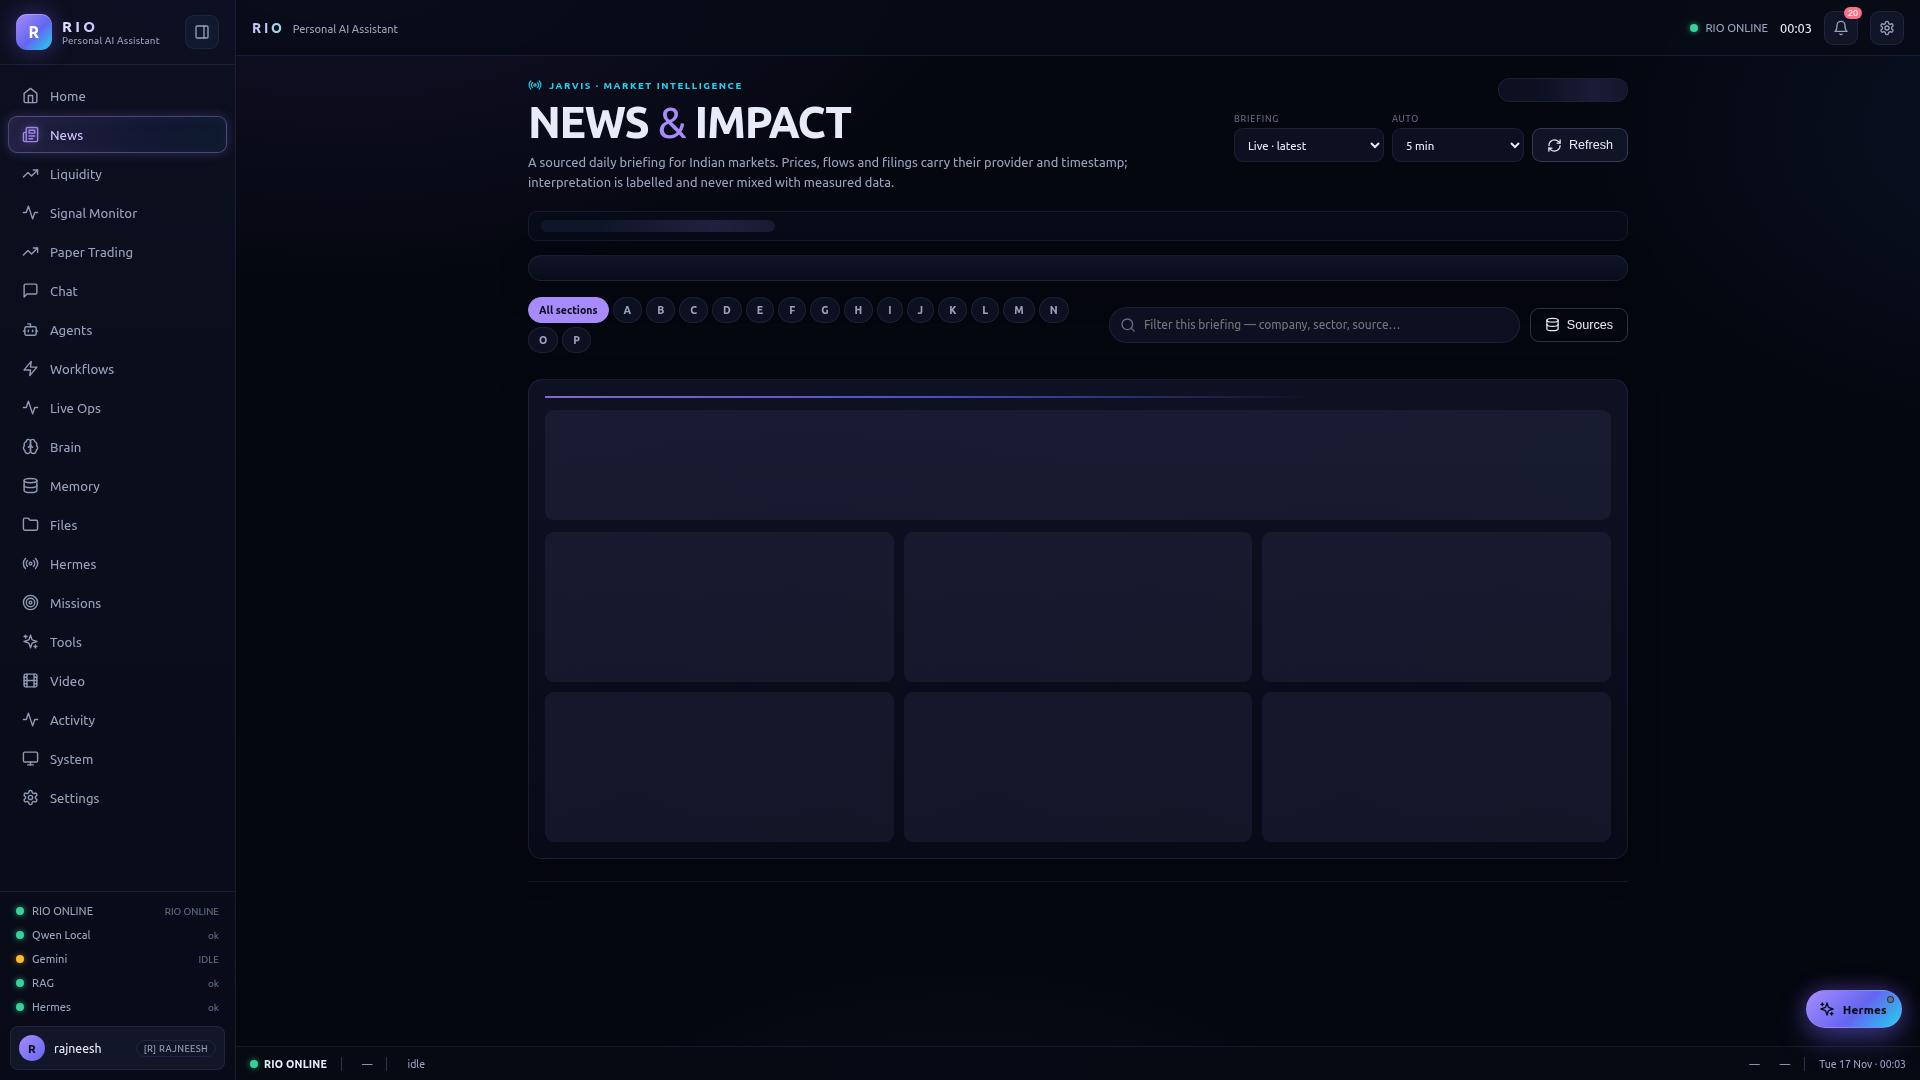 R
RIO
Personal AI Assistant
Home
News
Liquidity
Signal Monitor
Paper Trading
Chat
Agents
Workflows
Live Ops
Brain
Memory
Files
Hermes
Missions
Tools
Video
Activity
System
Settings
RIO ONLINE RIO ONLINE
Qwen Local ok
Gemini IDLE
RAG ok
Hermes ok
R rajneesh [R] RAJNEESH
RIO Personal AI Assistant
RIO ONLINE 00:03 20
JARVIS · MARKET INTELLIGENCE
NEWS & IMPACT
A sourced daily briefing for Indian markets. Prices, flows and filings carry their provider and timestamp;
interpretation is labelled and never mixed with measured data.
BRIEFING AUTO
Live · latest 5 min Refresh
All sections A B C D E F G H I J K L M N
O P
Filter this briefing — company, sector, source…
Sources
Hermes
RIO ONLINE — idle
— — Tue 17 Nov · 00:03